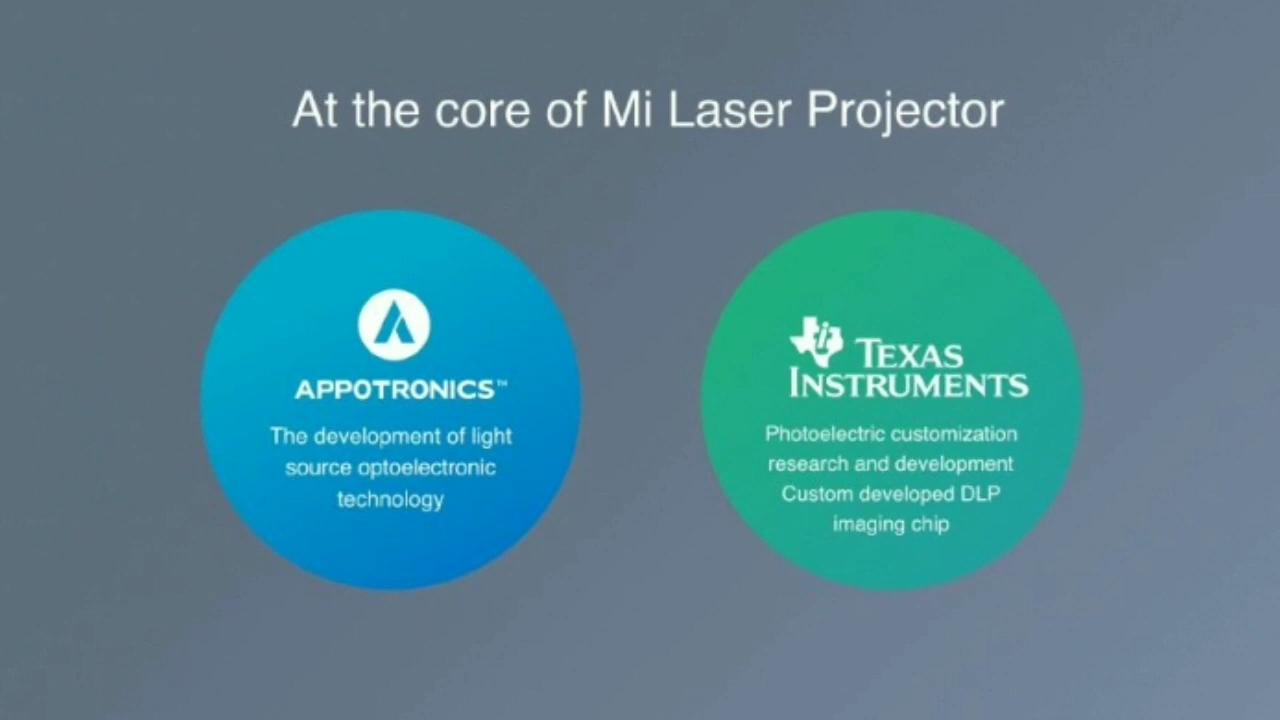 At the core of Mi Laser Projector
APPOTRONICS™
The development of light
source optoelectronic
technology
TEXAS
INSTRUMENTS
Photoelectric customization
research and development
Custom developed DLP
imaging chip